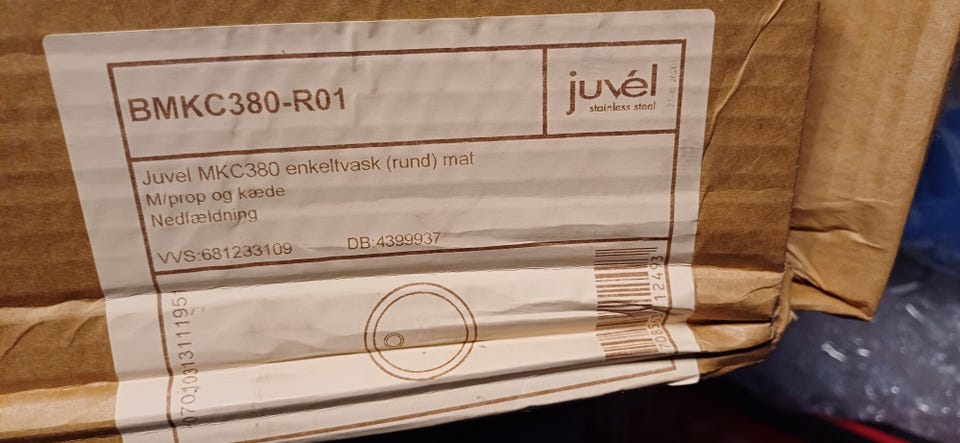 BMKC380-R01
juvél
stainless steel
Juvel MKC380 enkeltvask (rund) mat
M/prop og kæde
Nedfældning
VVS:681233109 DB:4399937